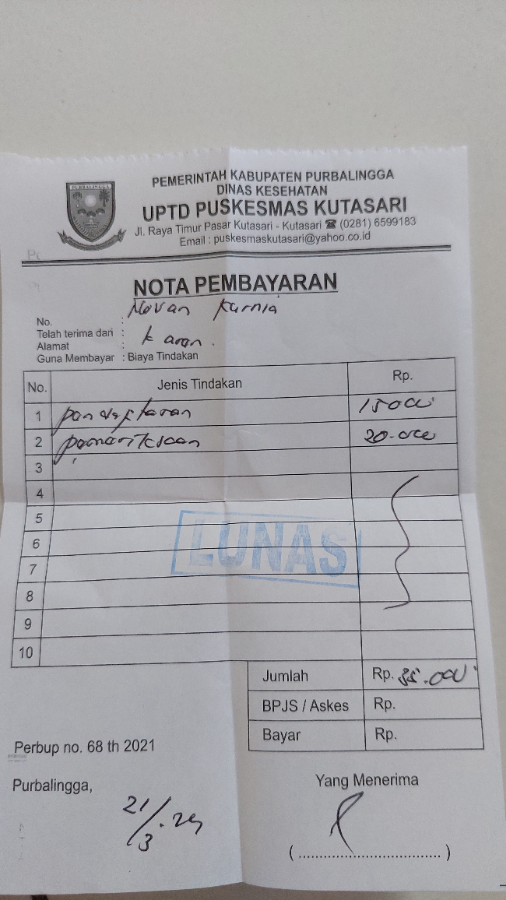 PEMERINTAH KABUPATEN PURBALINGGA
DINAS KESEHATAN
UPTD PUSKESMAS KUTASARI
Jl. Raya Timur Pasar Kutasari - Kutasari ☎ (0281) 6599183
Email : puskesmaskutasari@yahoo.co.id
PURBALINGGA
NOTA PEMBAYARAN
No. :
Telah terima dari : Novan Kurnia
Alamat : Karan.
Guna Membayar : Biaya Tindakan
No. Jenis Tindakan Rp.
1 pendaftaran 15000
2 pemeriksaan 20.000
3
4
5
6
7
8
9
10
LUNAS
Jumlah Rp. 35.000
BPJS / Askes Rp.
Bayar Rp.
Perbup no. 68 th 2021
Purbalingga, 21/3.24
Yang Menerima
(....................................)